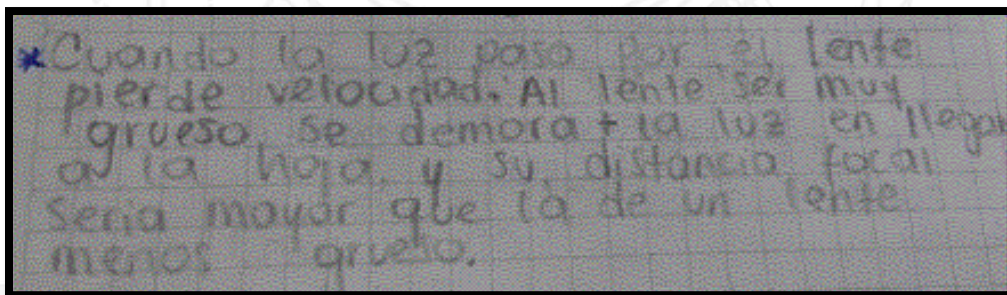 *Cuando la luz paso por el lente
pierde velocidad. Al lente ser muy
grueso se demora + la luz en llegar
a la hoja y su distancia focal
seria mayor que la de un lente
menos grueso.